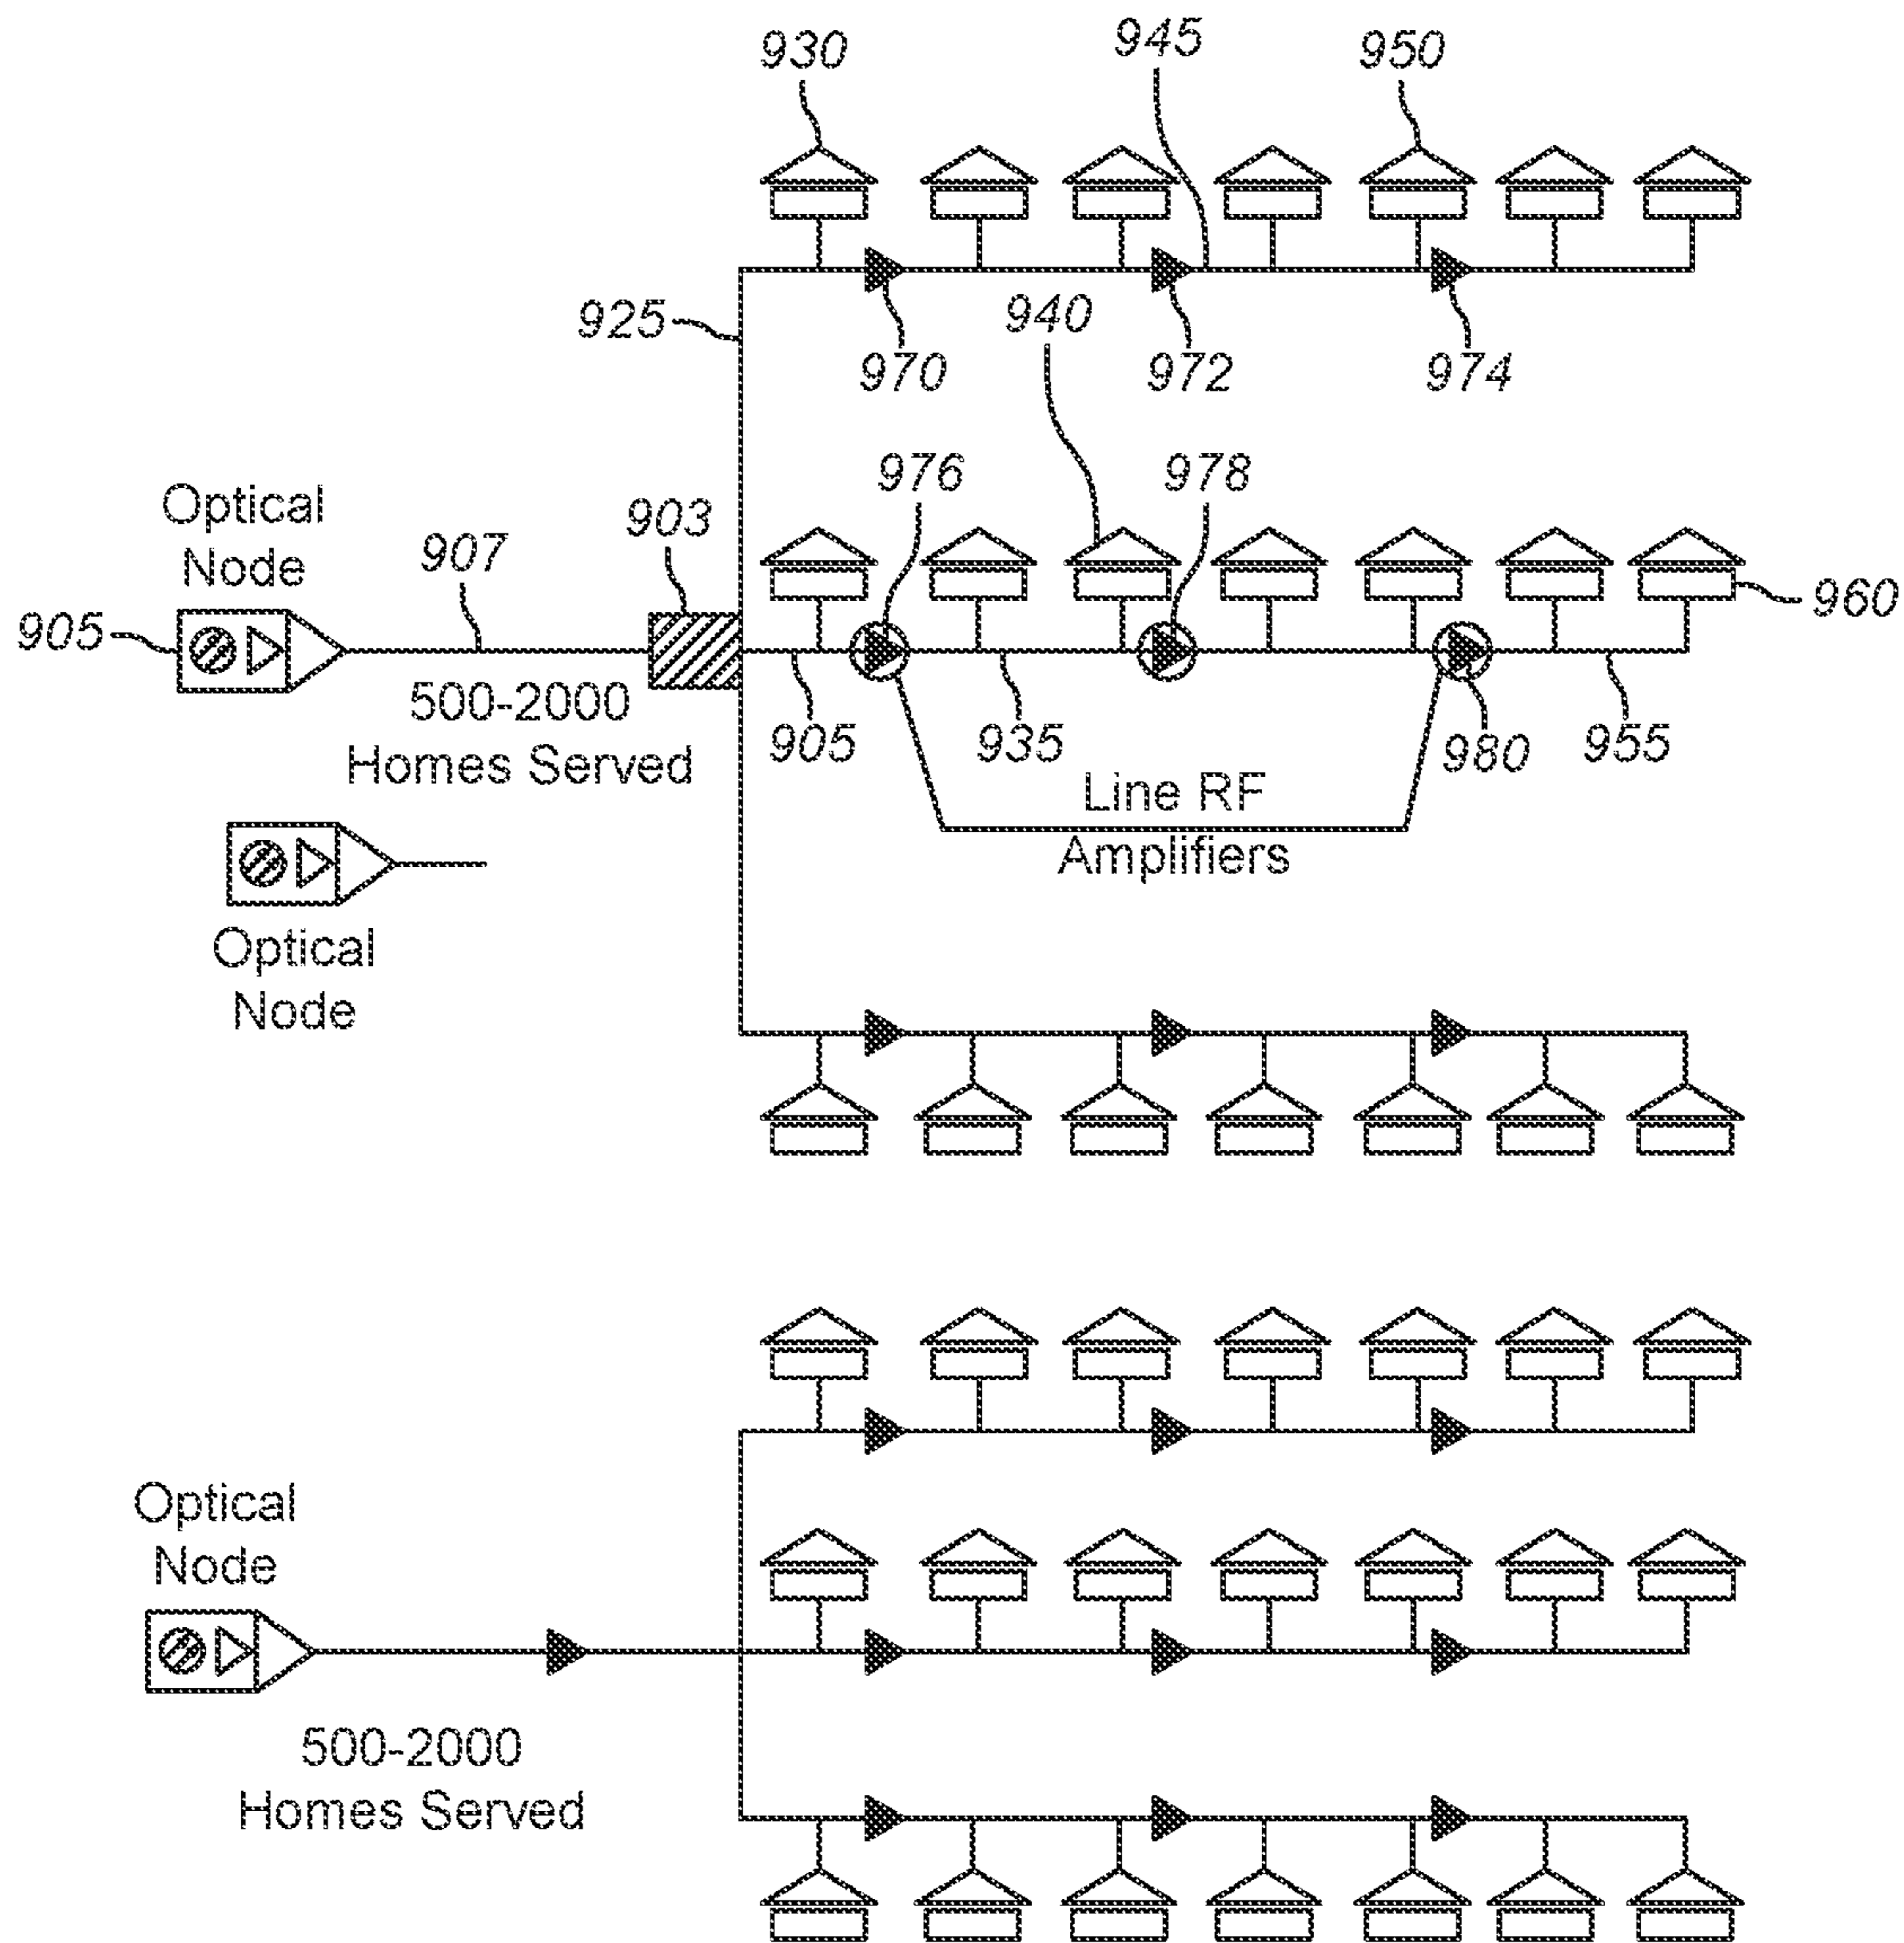 930
945
950
925
940
970
972
974
976
978
Optical
Node
903
907
905
960
500-2000
Homes Served
905
935
980
955
Line RF
Amplifiers
Optical
Node
Optical
Node
500-2000
Homes Served